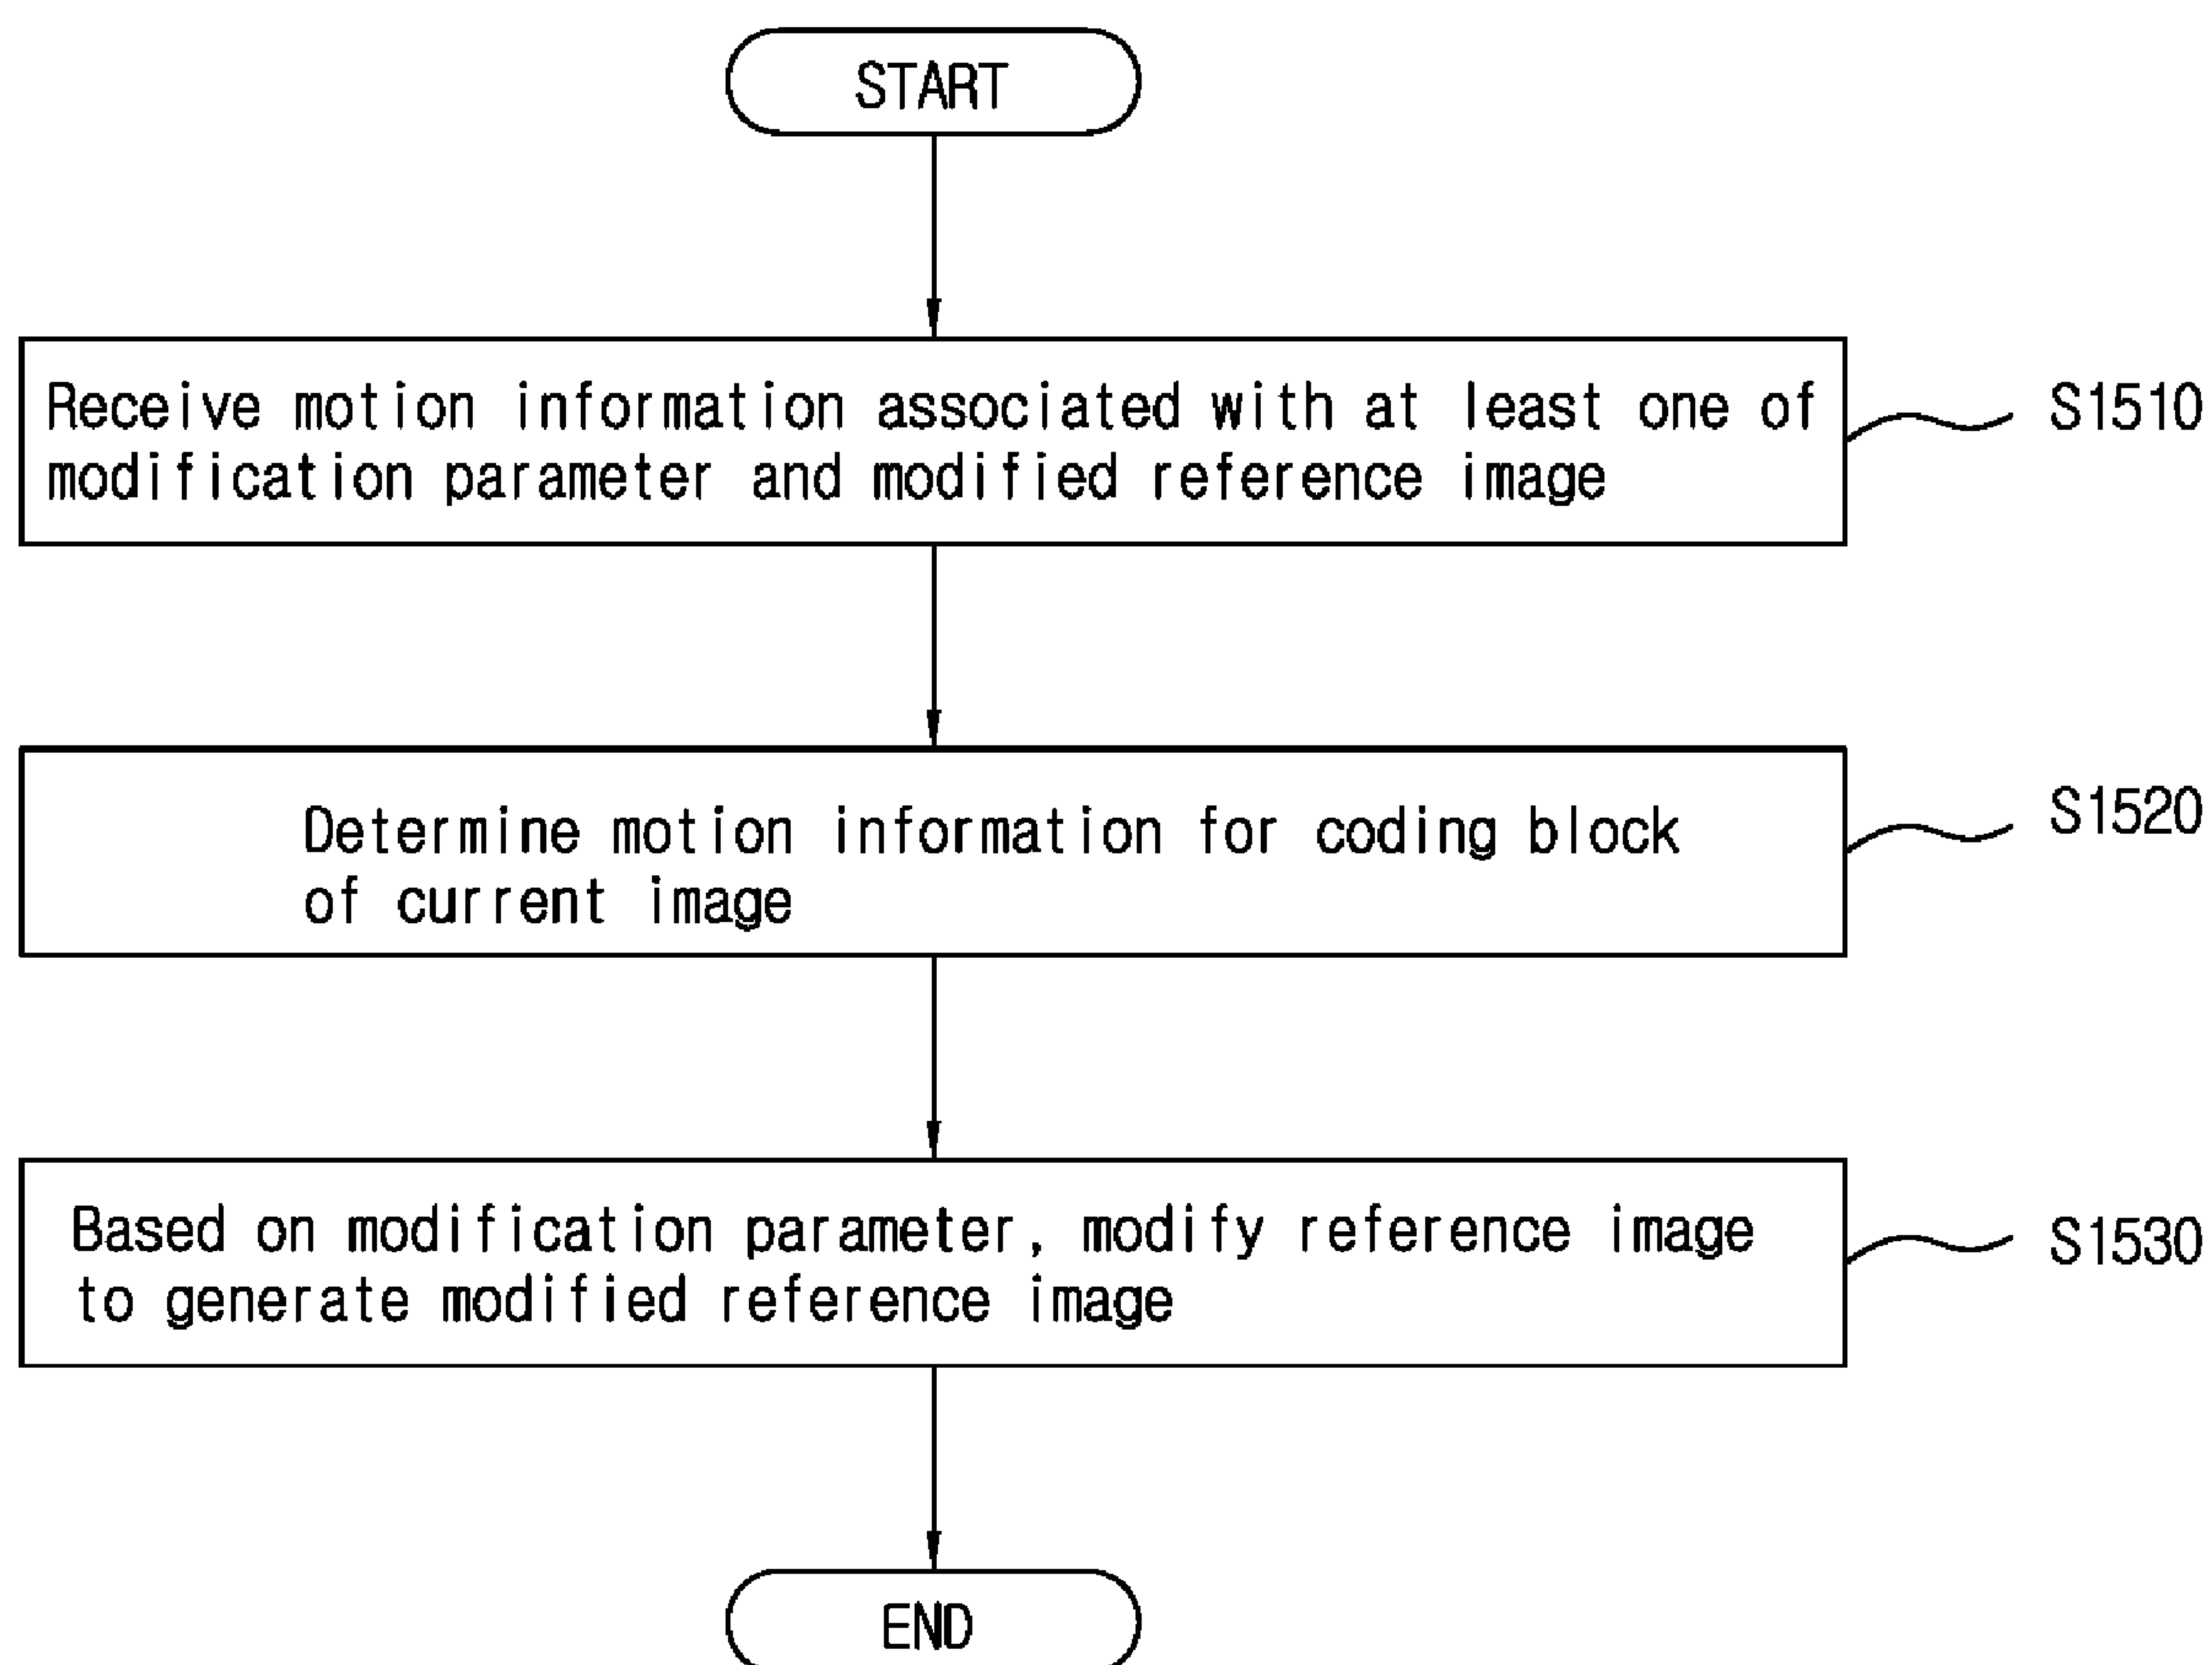 START
Receive motion information associated with at least one of
modification parameter and modified reference image
S1510
Determine motion information for coding block
of current image
S1520
Based on modification parameter, modify reference image
to generate modified reference image
S1530
END